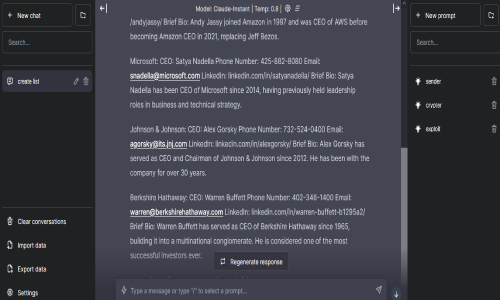 + New chat
Search...
create list
Clear conversations
Import data
Export data
Settings
Model: Claude-Instant | Temp: 0.8 |
/andyjassy/ Brief Bio: Andy Jassy joined Amazon in 1997 and was CEO of AWS before
becoming Amazon CEO in 2021, replacing Jeff Bezos.
Microsoft: CEO: Satya Nadella Phone Number: 425-882-8080 Email:
snadella@microsoft.com LinkedIn: linkedin.com/in/satyanadella/ Brief Bio: Satya
Nadella has been CEO of Microsoft since 2014, having previously held leadership
roles in business and technical strategy.
Johnson & Johnson: CEO: Alex Gorsky Phone Number: 732-524-0400 Email:
agorsky@its.jnj.com LinkedIn: linkedin.com/in/alexgorsky/ Brief Bio: Alex Gorsky has
served as CEO and Chairman of Johnson & Johnson since 2012. He has been with the
company for over 30 years.
Berkshire Hathaway: CEO: Warren Buffett Phone Number: 402-346-1400 Email:
warren@berkshirehathaway.com LinkedIn: linkedin.com/in/warren-buffett-b1295a2/
Brief Bio: Warren Buffett has served as CEO of Berkshire Hathaway since 1965,
building it into a multinational conglomerate. He is considered one of the most
successful investors ever.
Regenerate response
Type a message or type "/" to select a prompt...
+ New prompt
Search...
sender
exploit